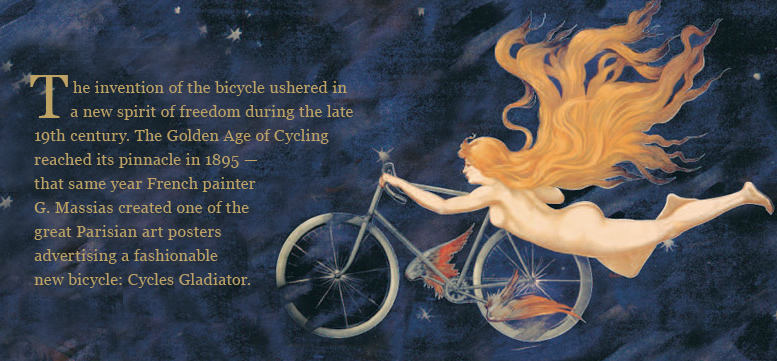 The invention of the bicycle ushered in
a new spirit of freedom during the late
19th century. The Golden Age of Cycling
reached its pinnacle in 1895 —
that same year French painter
G. Massias created one of the
great Parisian art posters
advertising a fashionable
new bicycle: Cycles Gladiator.